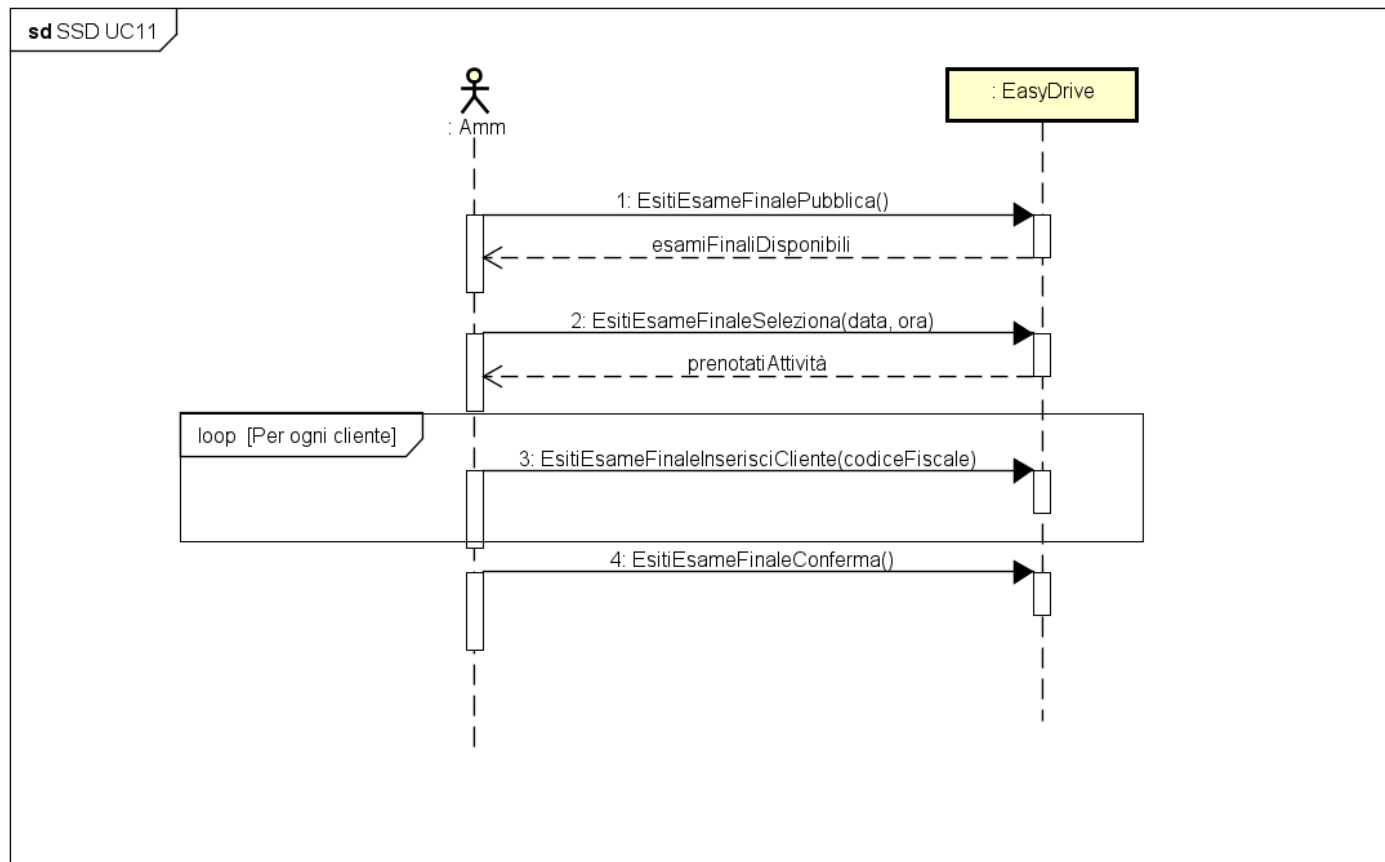 sd SSD UC11
: Amm
: EasyDrive
1: EsitiEsameFinalePubblica()
esamiFinaliDisponibili
2: EsitiEsameFinaleSeleziona(data, ora)
prenotatiAttività
loop [Per ogni cliente]
3: EsitiEsameFinaleInserisciCliente(codiceFiscale)
4: EsitiEsameFinaleConferma()